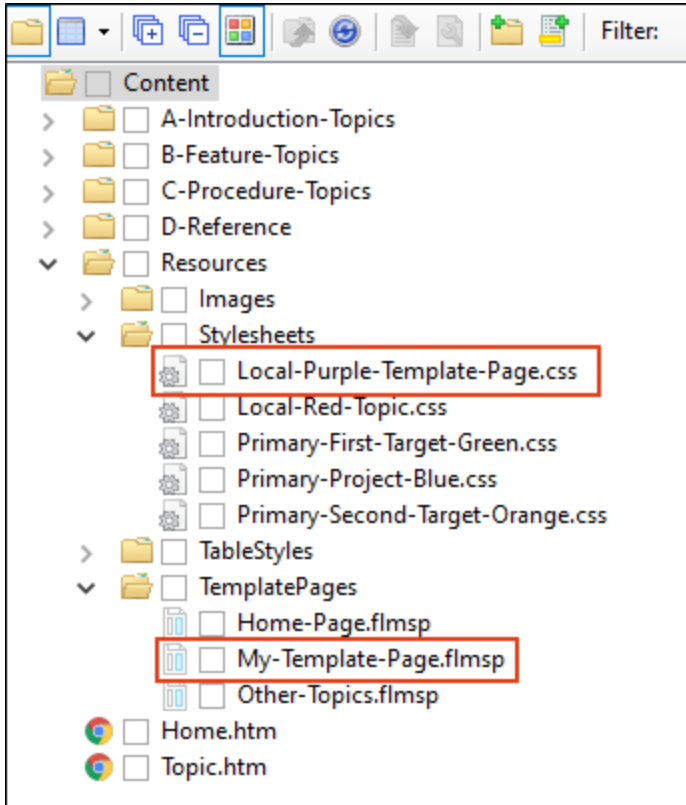 Filter:
Content
A-Introduction-Topics
B-Feature-Topics
C-Procedure-Topics
D-Reference
Resources
Images
Stylesheets
Local-Purple-Template-Page.css
Local-Red-Topic.css
Primary-First-Target-Green.css
Primary-Project-Blue.css
Primary-Second-Target-Orange.css
TableStyles
TemplatePages
Home-Page.flmsp
My-Template-Page.flmsp
Other-Topics.flmsp
Home.htm
Topic.htm